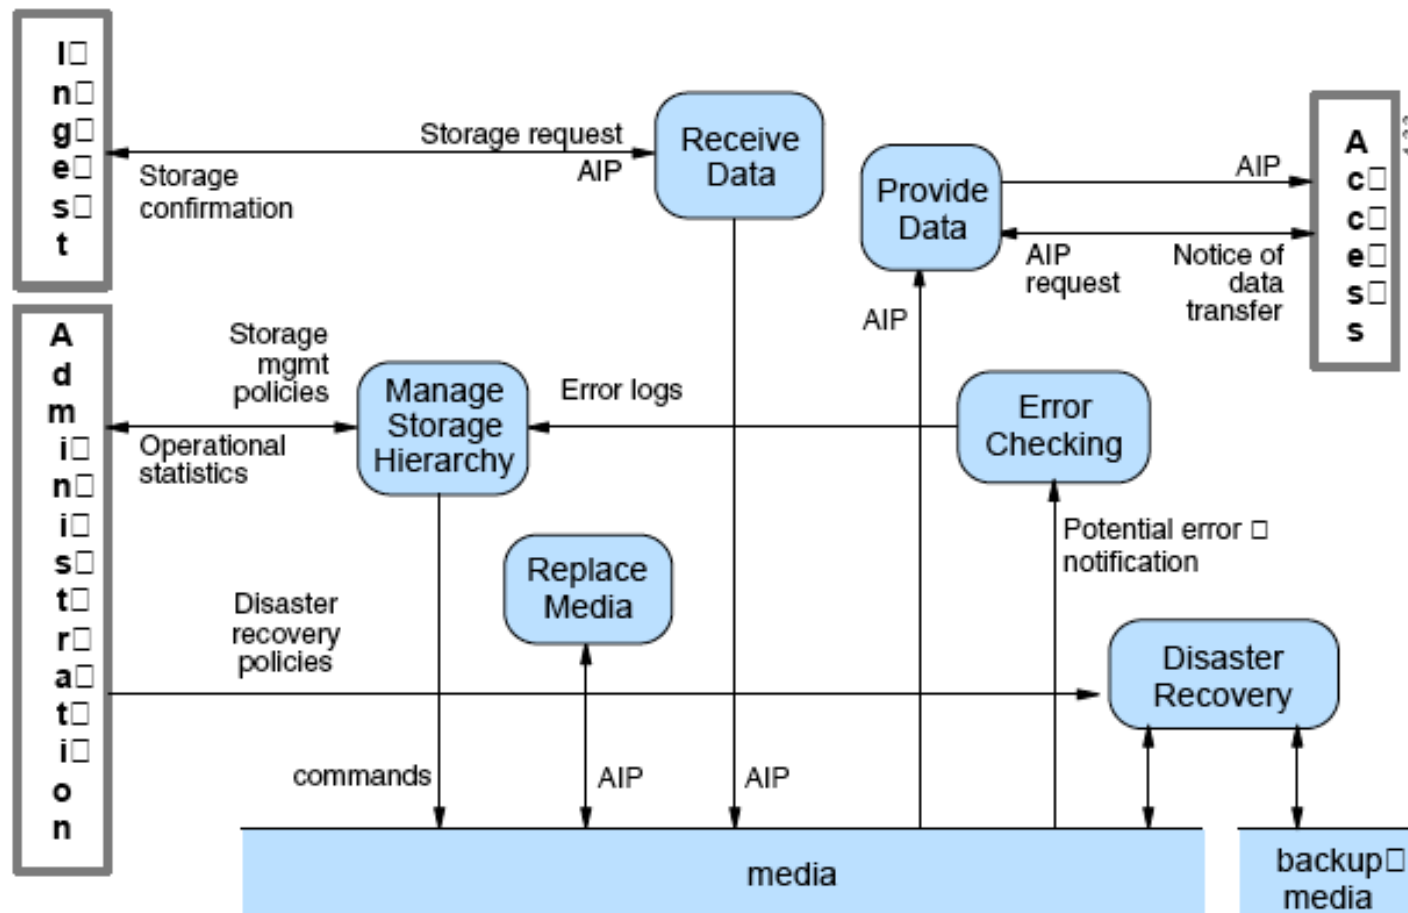 Ingest
Storage request
AIP
Storage
confirmation
Receive
Data
Provide
Data
AIP
AIP
request
Notice of
data
transfer
Access
AIP
Administration
Storage
mgmt
policies
Operational
statistics
Manage
Storage
Hierarchy
Error logs
Error
Checking
Potential error
notification
Replace
Media
Disaster
recovery
policies
Disaster
Recovery
commands
AIP
AIP
media
backup
media